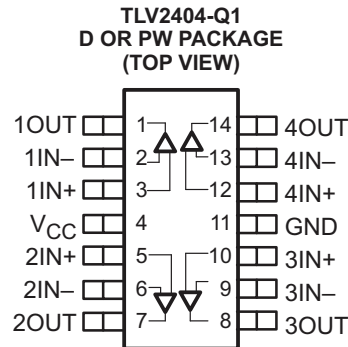 TLV2404-Q1
D OR PW PACKAGE
(TOP VIEW)
1OUT 1 14 4OUT
1IN– 2 13 4IN–
1IN+ 3 12 4IN+
VCC 4 11 GND
2IN+ 5 10 3IN+
2IN– 6 9 3IN–
2OUT 7 8 3OUT